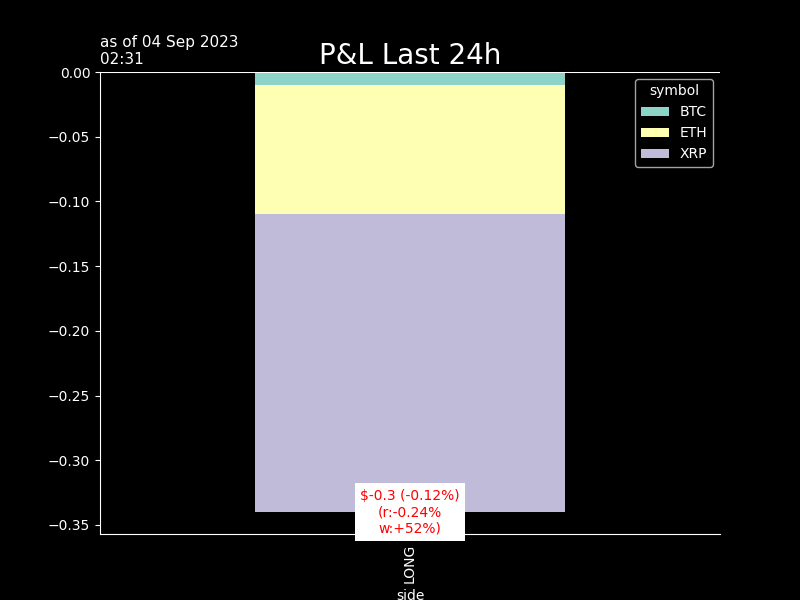 as of 04 Sep 2023
02:31
P&L Last 24h
symbol
BTC
ETH
XRP
0.00
−0.05
−0.10
−0.15
−0.20
−0.25
−0.30
−0.35
$-0.3 (-0.12%)
(r:-0.24%
w:+52%)
LONG
side